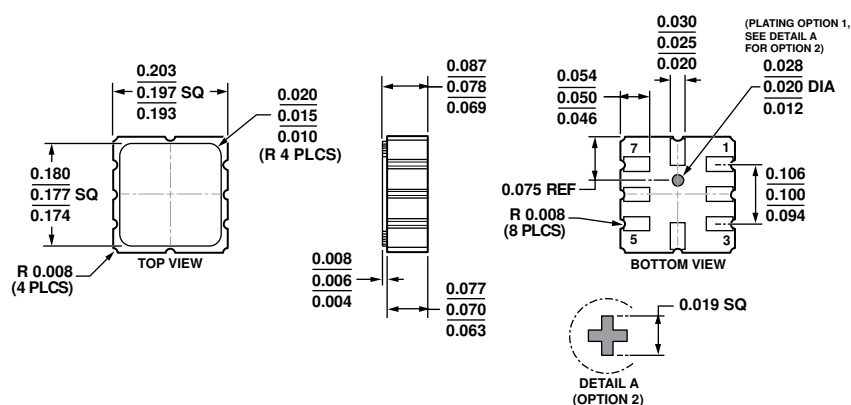 0.203
0.197 SQ
0.193
0.020
0.015
0.010
(R 4 PLCS)
0.180
0.177 SQ
0.174
R 0.008
(4 PLCS)
TOP VIEW
0.087
0.078
0.069
0.008
0.006
0.004
0.077
0.070
0.063
0.030
0.025
0.020
(PLATING OPTION 1,
SEE DETAIL A
FOR OPTION 2)
0.054
0.050
0.046
0.028
0.020 DIA
0.012
7
1
0.075 REF
0.106
0.100
0.094
R 0.008
(8 PLCS)
5
3
BOTTOM VIEW
0.019 SQ
DETAIL A
(OPTION 2)